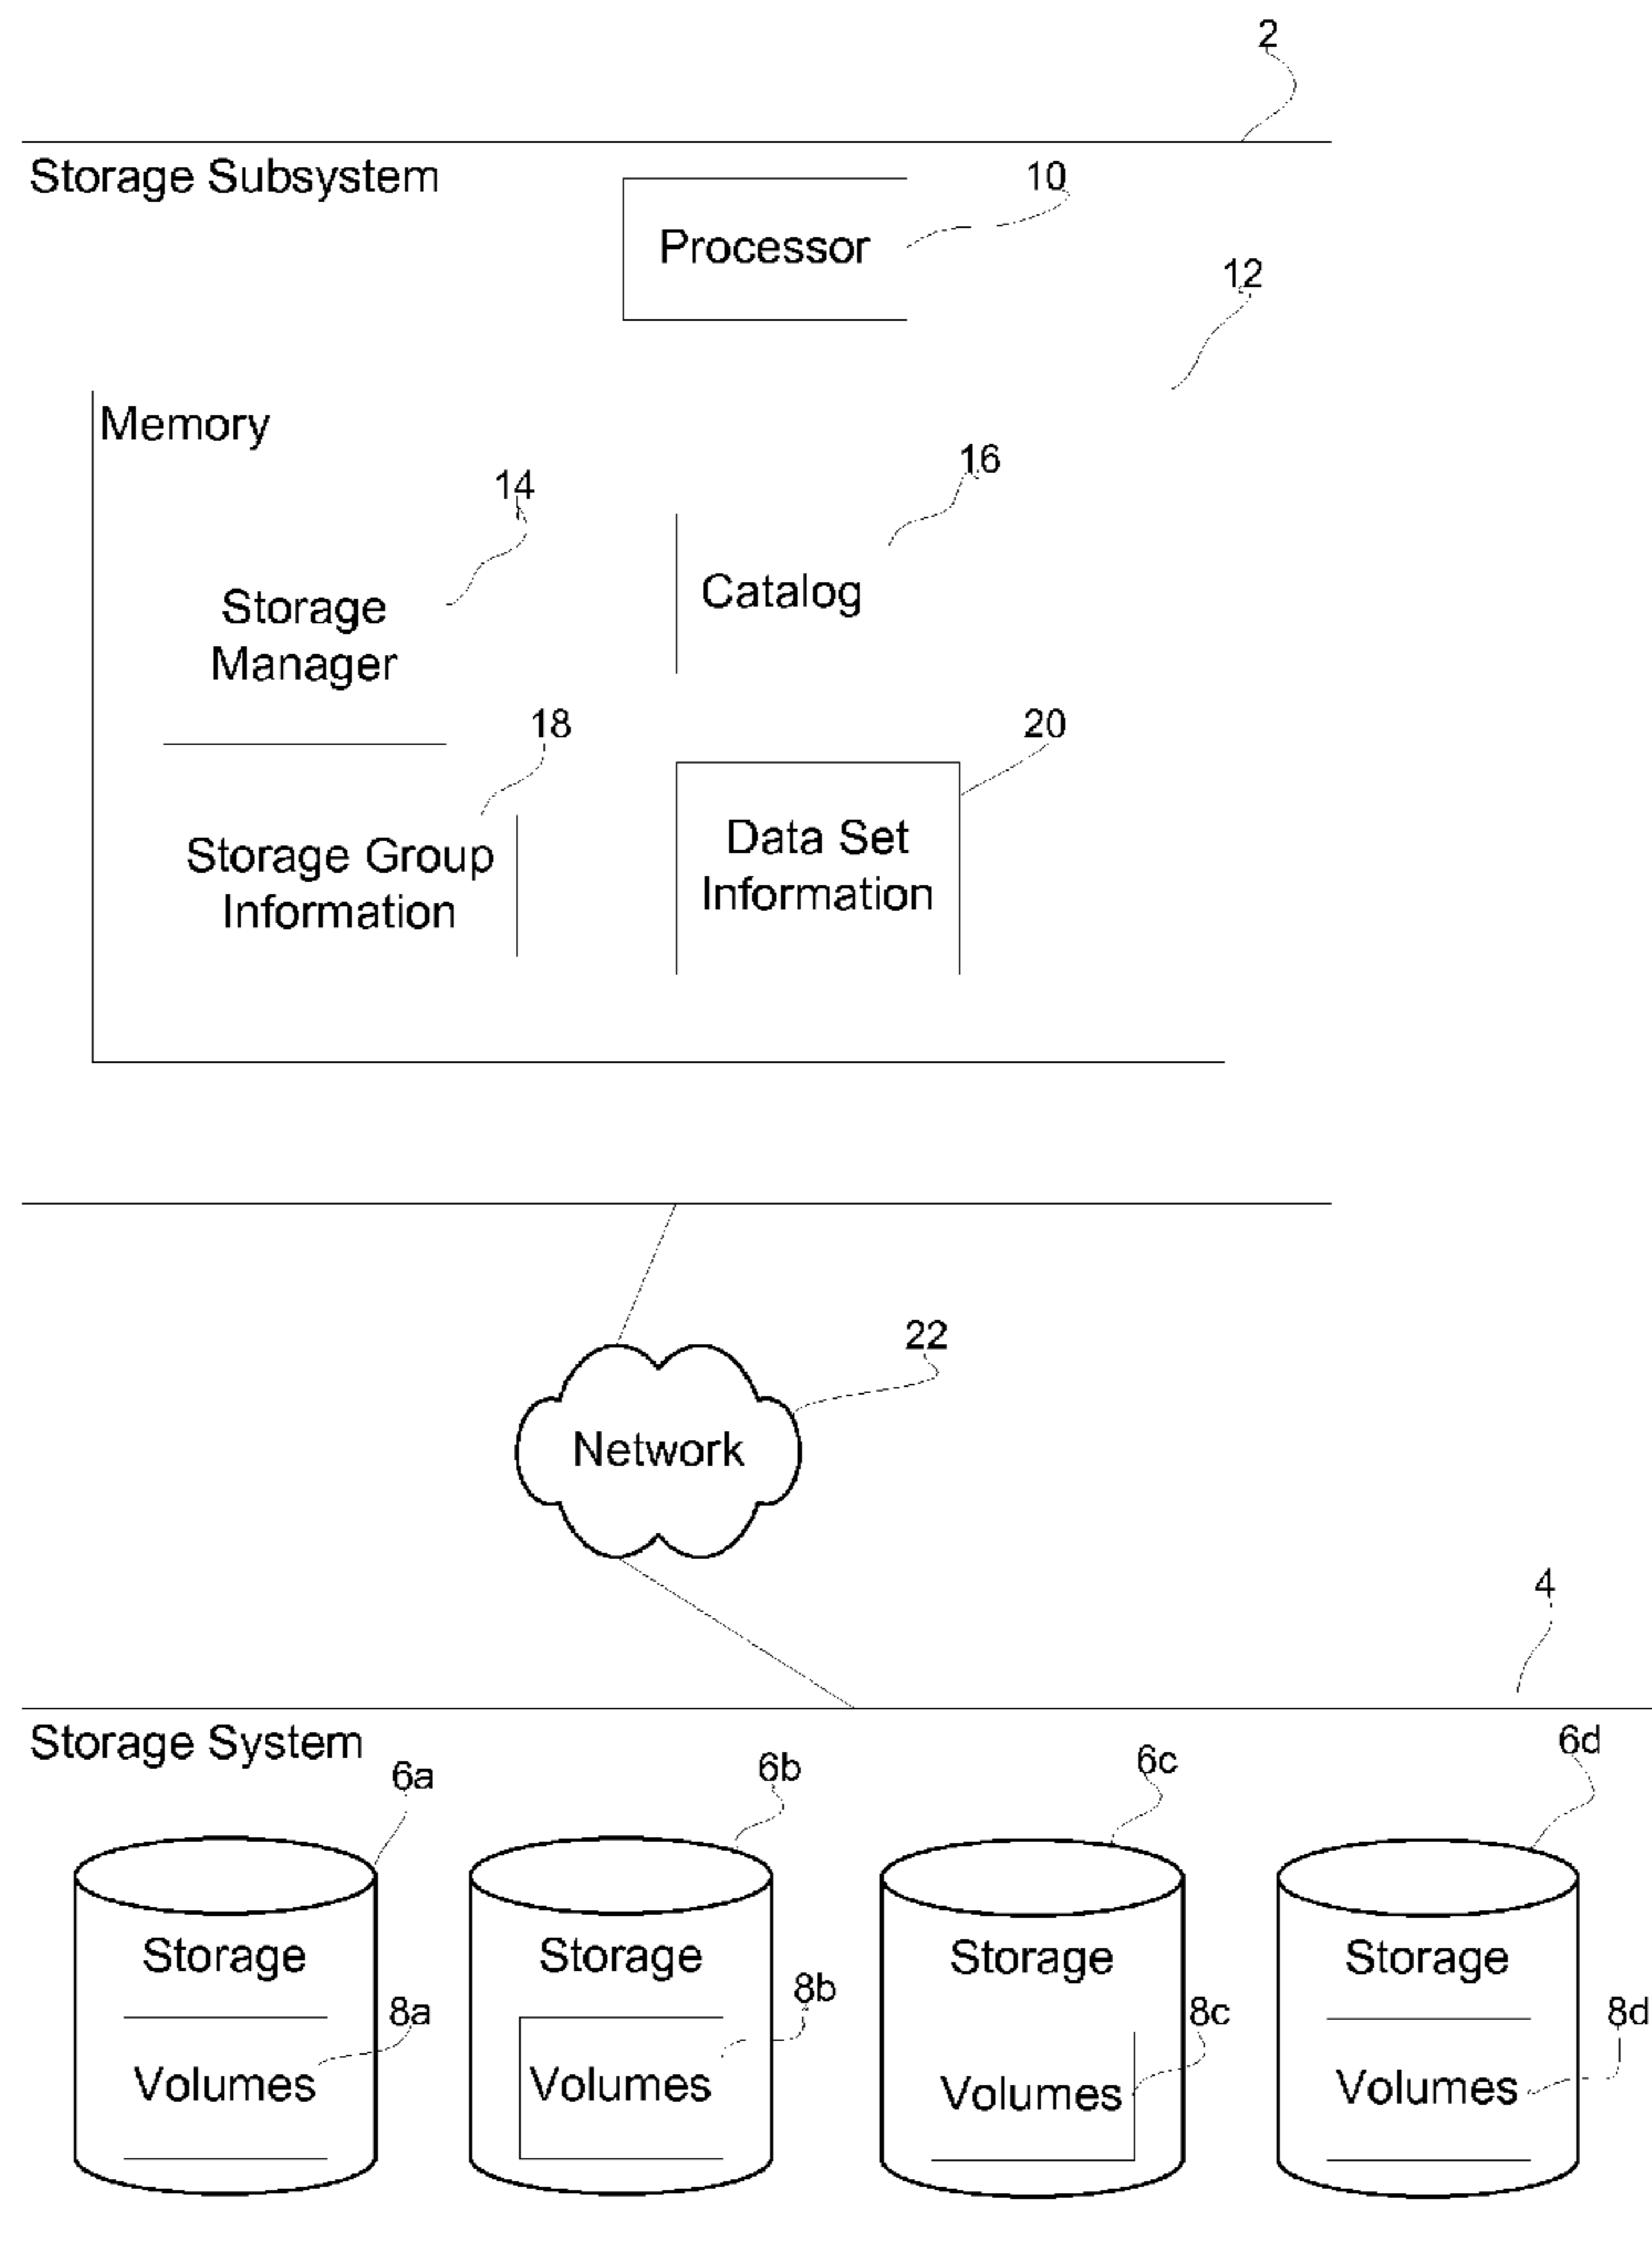 2
Storage Subsystem
10
Processor
12
Memory
14
16
Storage
Manager
Catalog
18
20
Storage Group
Information
Data Set
Information
22
Network
4
Storage System
6a
6b
6c
6d
Storage
Storage
Storage
Storage
8a
8b
8c
8d
Volumes
Volumes
Volumes
Volumes